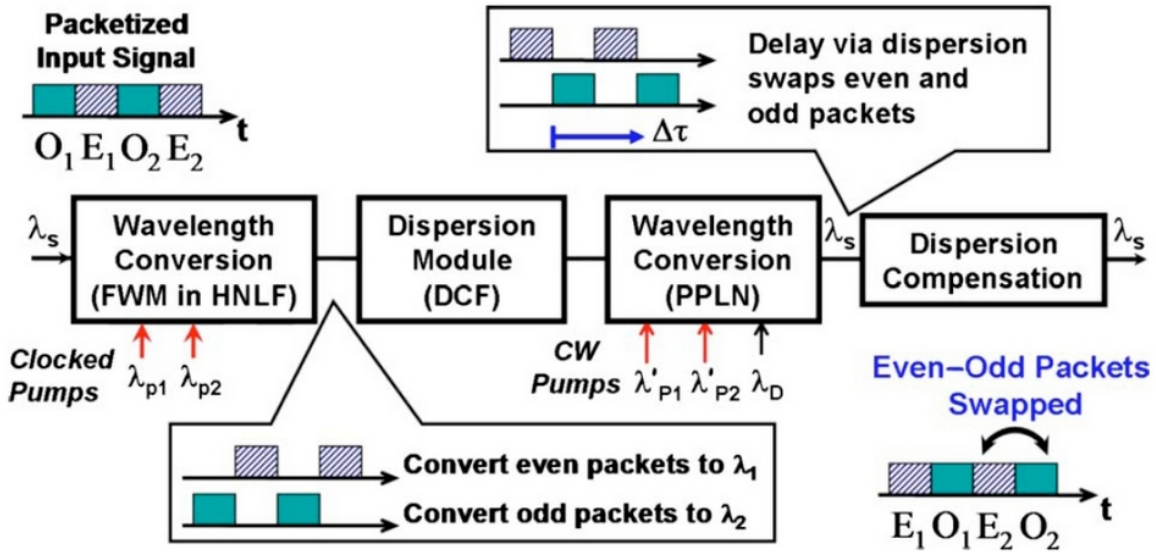 Packetized
Input Signal
t
O₁ E₁ O₂ E₂
Delay via dispersion
swaps even and
odd packets
Δτ
λs
Wavelength
Conversion
(FWM in HNLF)
Dispersion
Module
(DCF)
Wavelength
Conversion
(PPLN)
λs
Dispersion
Compensation
λs
Clocked
Pumps
λp1 λp2
CW
Pumps
λ'P1 λ'P2 λD
Convert even packets to λ₁
Convert odd packets to λ₂
Even–Odd Packets
Swapped
t
E₁ O₁ E₂ O₂